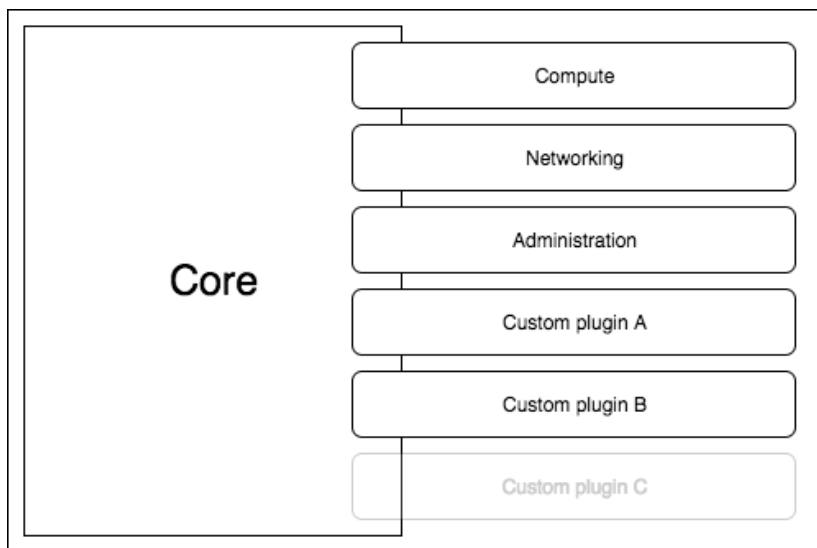 Compute
Networking
Administration
Core
Custom plugin A
Custom plugin B
Custom plugin C